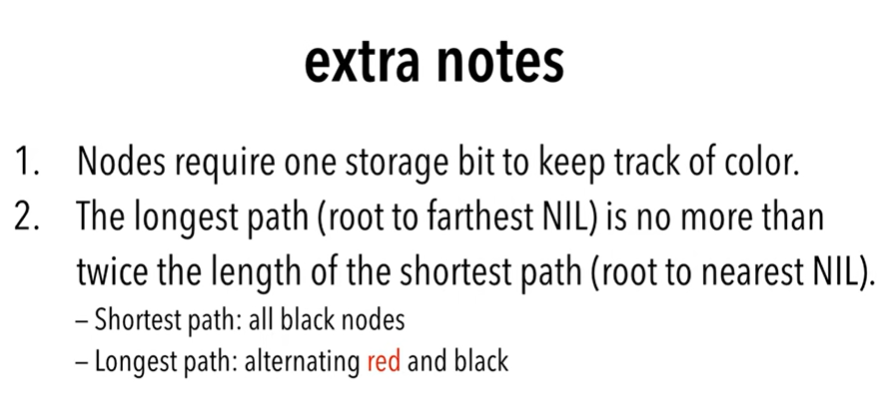 extra notes
1. Nodes require one storage bit to keep track of color.
2. The longest path (root to farthest NIL) is no more than
twice the length of the shortest path (root to nearest NIL).
– Shortest path: all black nodes
– Longest path: alternating red and black